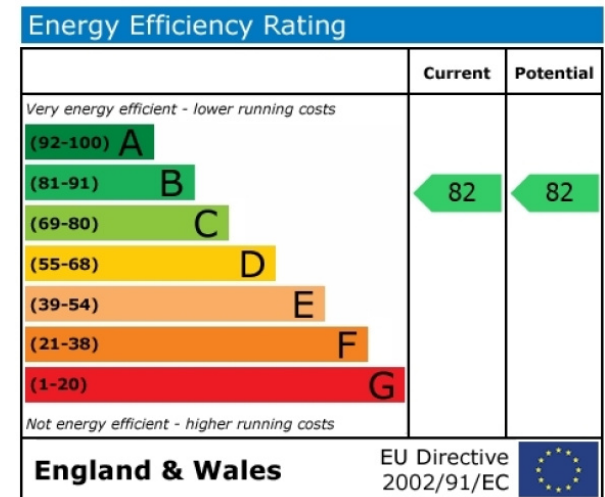 Energy Efficiency Rating
Current Potential
Very energy efficient - lower running costs
(92-100) A
(81-91) B 82 82
(69-80) C
(55-68) D
(39-54) E
(21-38) F
(1-20) G
Not energy efficient - higher running costs
England & Wales
EU Directive
2002/91/EC